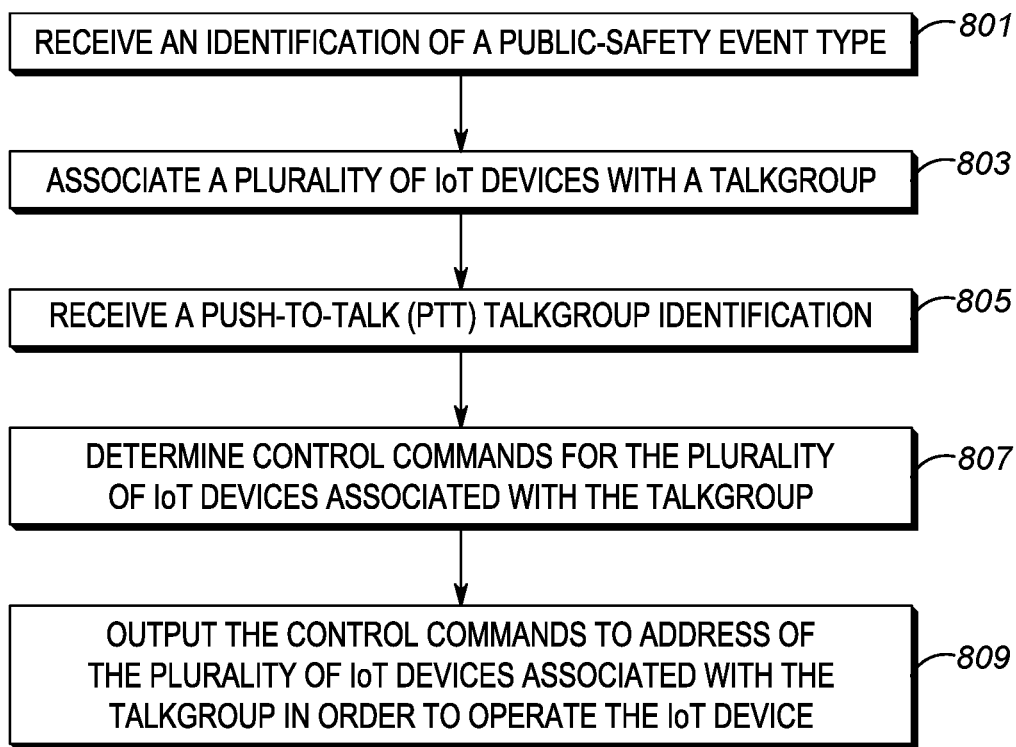 RECEIVE AN IDENTIFICATION OF A PUBLIC-SAFETY EVENT TYPE
801
ASSOCIATE A PLURALITY OF IoT DEVICES WITH A TALKGROUP
803
RECEIVE A PUSH-TO-TALK (PTT) TALKGROUP IDENTIFICATION
805
DETERMINE CONTROL COMMANDS FOR THE PLURALITY
OF IoT DEVICES ASSOCIATED WITH THE TALKGROUP
807
OUTPUT THE CONTROL COMMANDS TO ADDRESS OF
THE PLURALITY OF IoT DEVICES ASSOCIATED WITH THE
TALKGROUP IN ORDER TO OPERATE THE IoT DEVICE
809